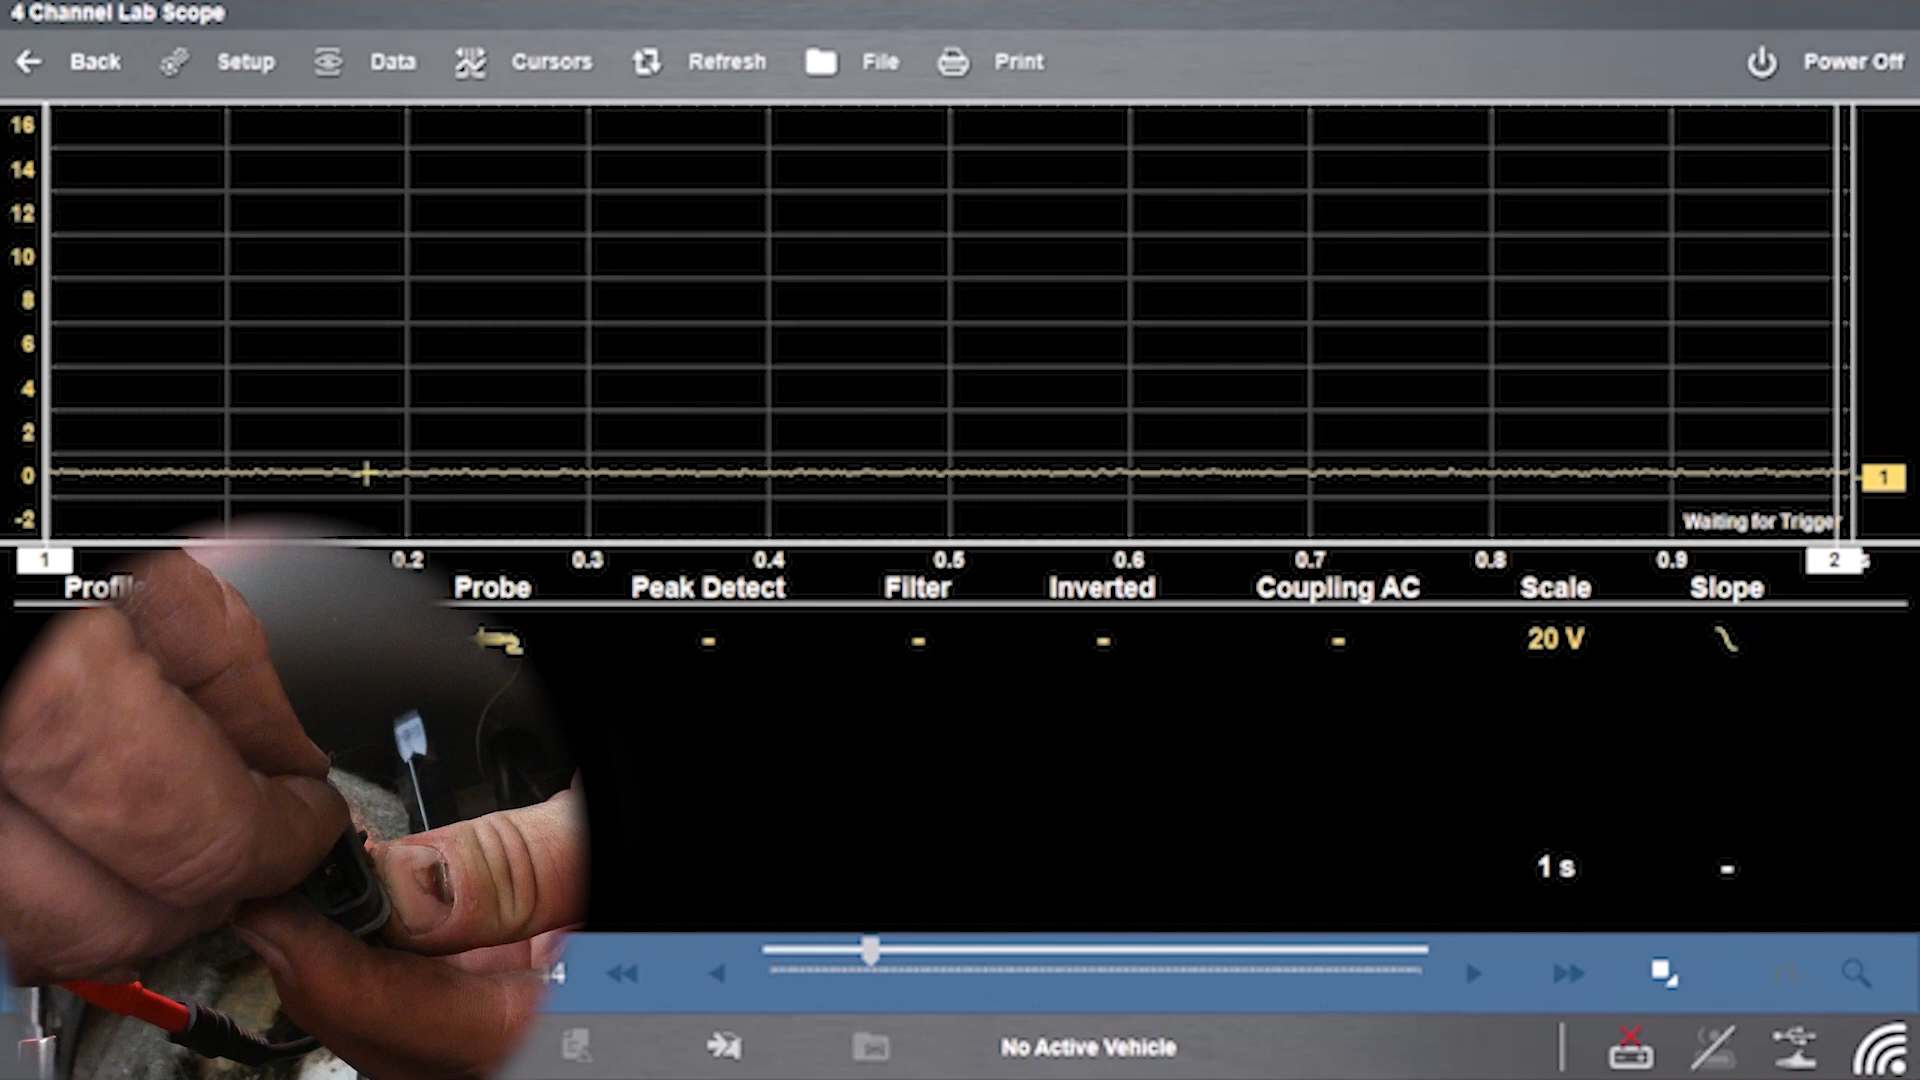 4 Channel Lab Scope
Back Setup Data Cursors Refresh File Print Power Off
16
14
12
10
8
6
4
2
0
-2
1
Waiting for Trigger
1 0.2 0.3 0.4 0.5 0.6 0.7 0.8 0.9 2 s
Probe Peak Detect Filter Inverted Coupling AC Scale Slope
- - - - 20 V
1 s -
No Active Vehicle